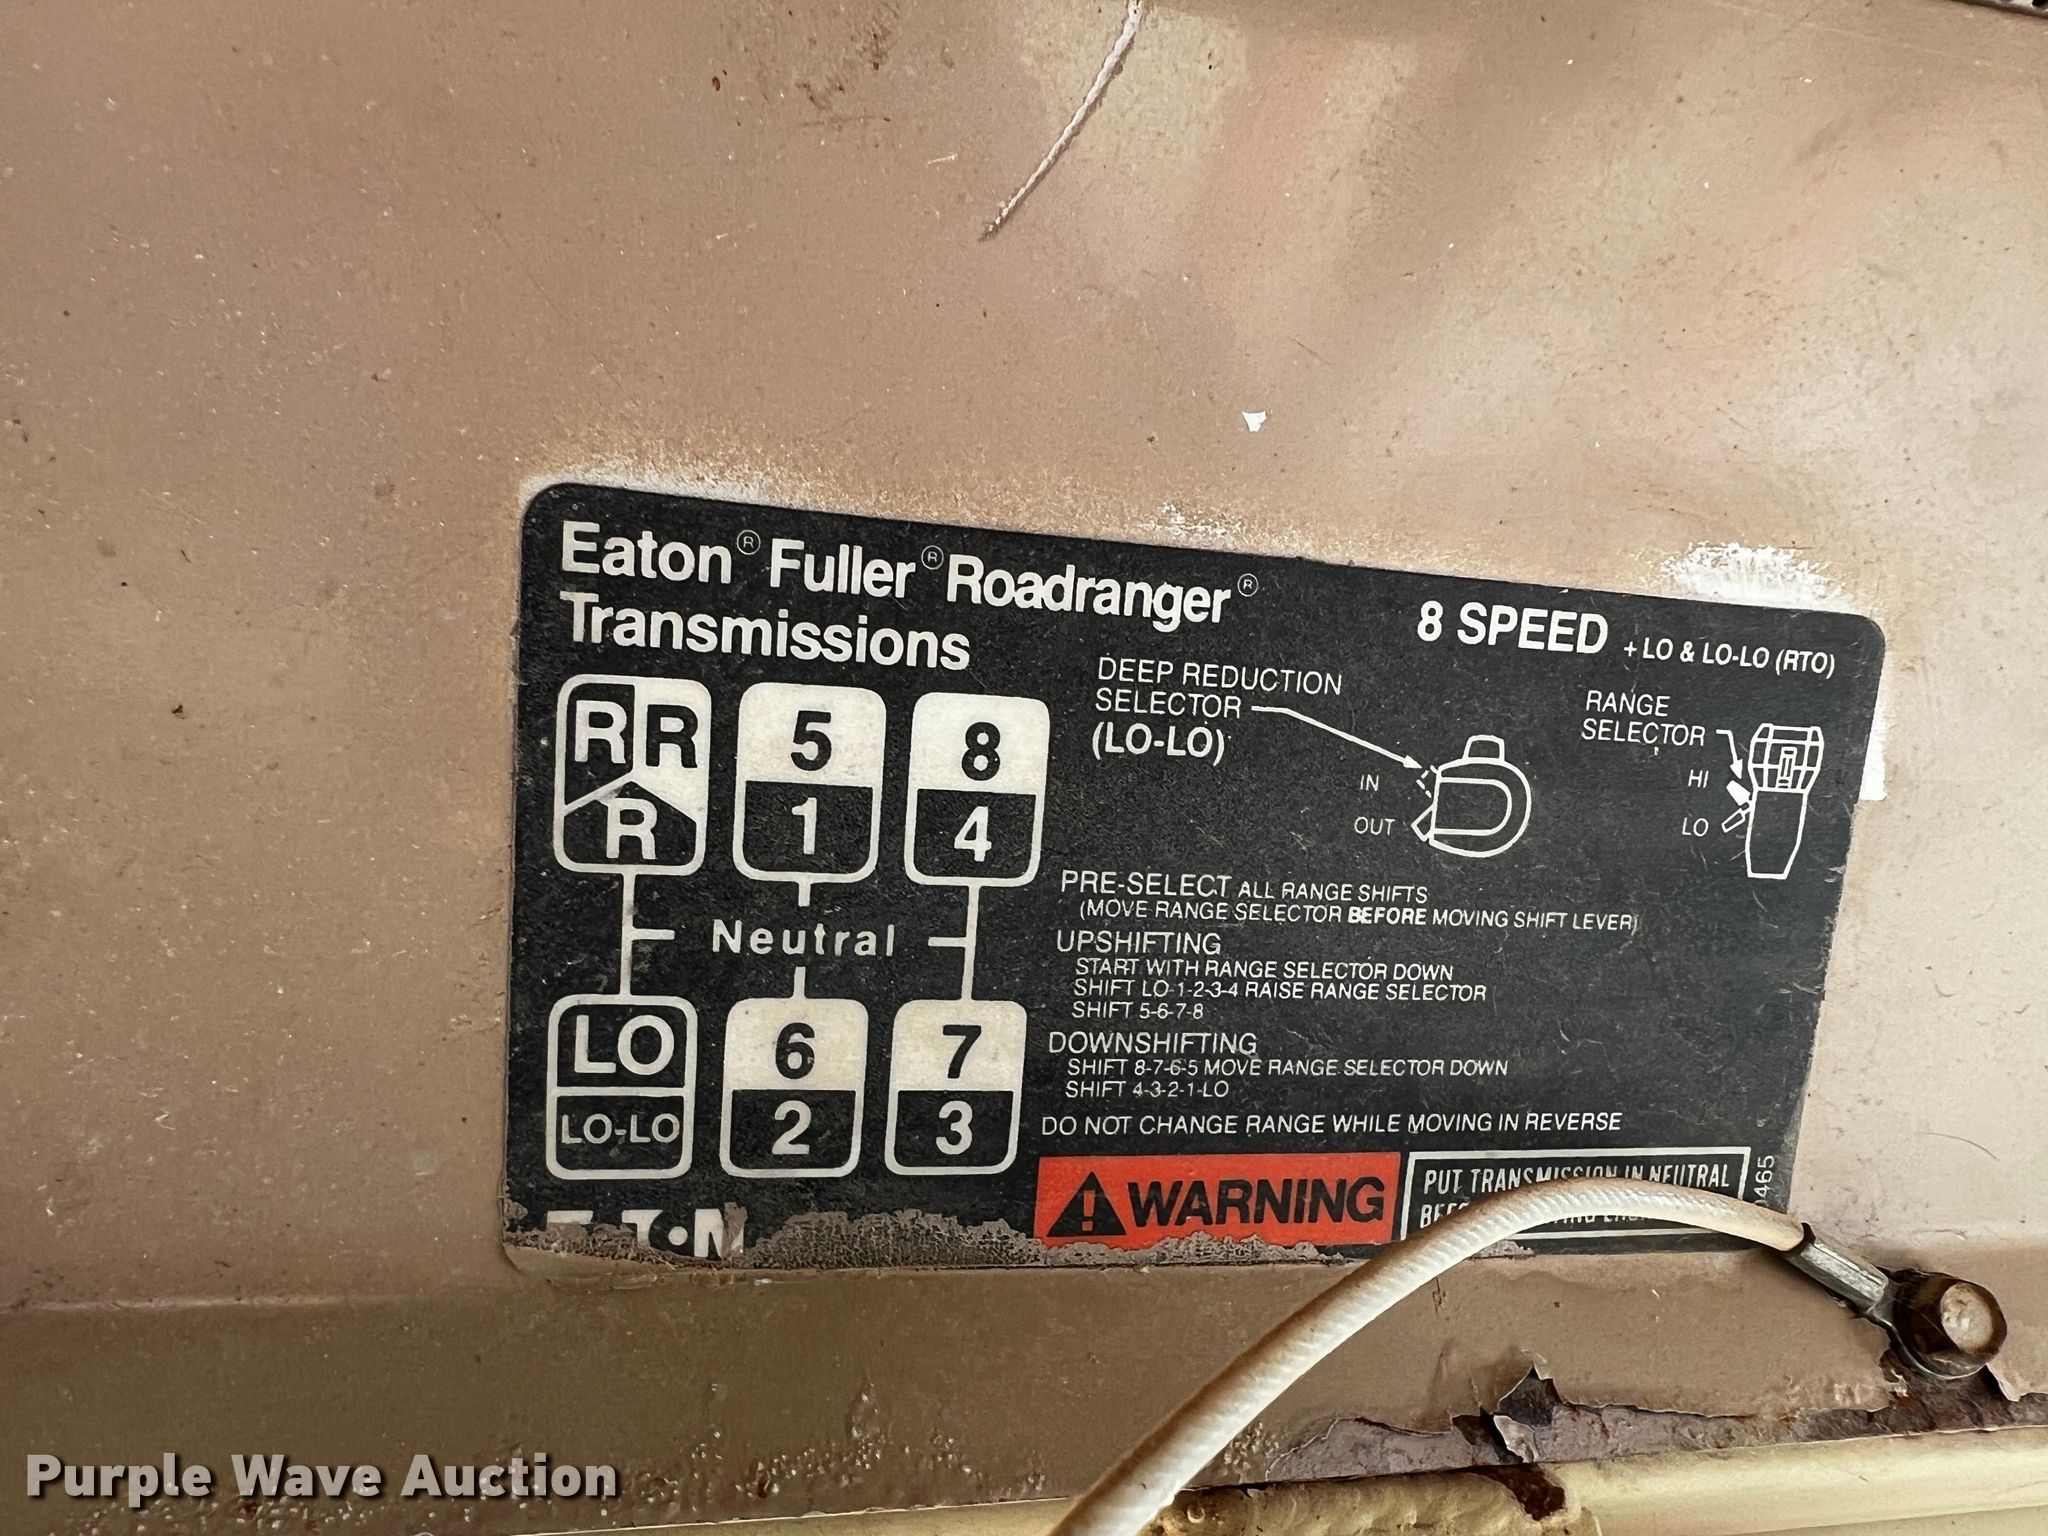 Eaton® Fuller® Roadranger®
Transmissions
8 SPEED + LO & LO-LO (RTO)
R R
R
5
1
8
4
Neutral
LO
LO-LO
6
2
7
3
DEEP REDUCTION
SELECTOR
(LO-LO)
IN
OUT
RANGE
SELECTOR
HI
LO
PRE-SELECT ALL RANGE SHIFTS
(MOVE RANGE SELECTOR BEFORE MOVING SHIFT LEVER)
UPSHIFTING
START WITH RANGE SELECTOR DOWN
SHIFT LO-1-2-3-4 RAISE RANGE SELECTOR
SHIFT 5-6-7-8
DOWNSHIFTING
SHIFT 8-7-6-5 MOVE RANGE SELECTOR DOWN
SHIFT 4-3-2-1-LO
DO NOT CHANGE RANGE WHILE MOVING IN REVERSE
WARNING
PUT TRANSMISSION IN NEUTRAL
Purple Wave Auction